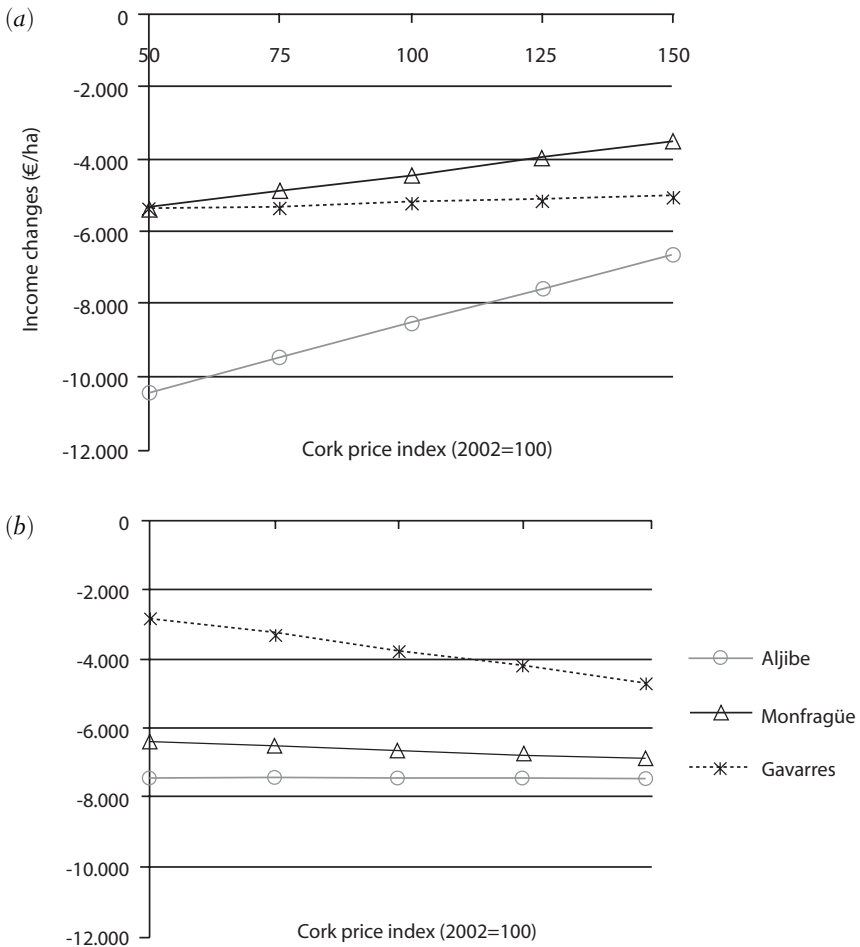 (a)
0
50 75 100 125 150
-2.000
-4.000
-6.000
-8.000
-10.000
-12.000
Income changes (€/ha)
Cork price index (2002=100)
(b)
0
-2.000
-4.000
-6.000
-8.000
-10.000
-12.000
Cork price index (2002=100)
Aljibe
Monfragüe
Gavarres